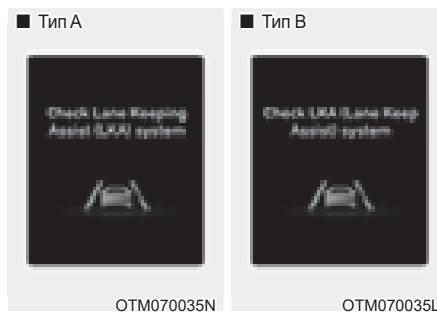 ■ Тип A
Check Lane Keeping
Assist (LKA) system
OTM070035N
■ Тип B
Check LKA (Lane Keep
Assist) system
OTM070035L